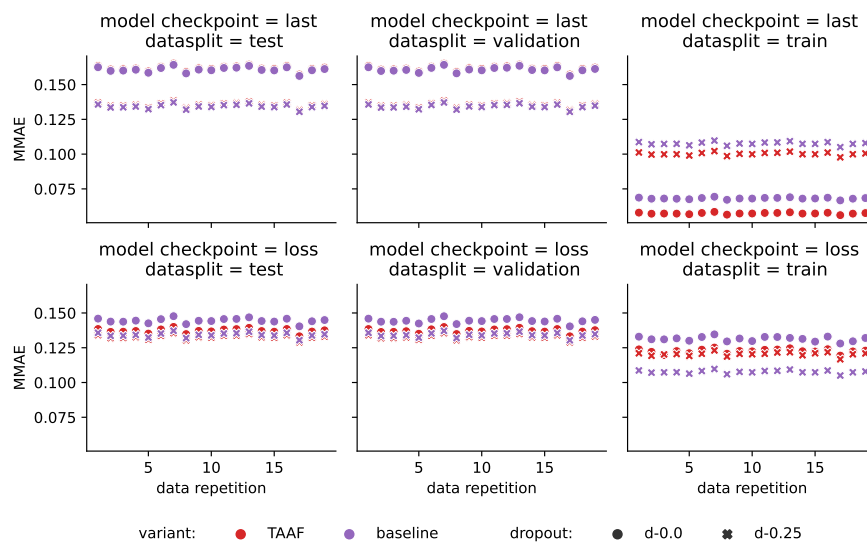 model checkpoint = last
datasplit = test
model checkpoint = last
datasplit = validation
model checkpoint = last
datasplit = train
MMAE
0.150
0.125
0.100
0.075
model checkpoint = loss
datasplit = test
model checkpoint = loss
datasplit = validation
model checkpoint = loss
datasplit = train
MMAE
0.150
0.125
0.100
0.075
5 10 15
5 10 15
5 10 15
data repetition
data repetition
data repetition
variant: TAAF baseline dropout: d-0.0 d-0.25